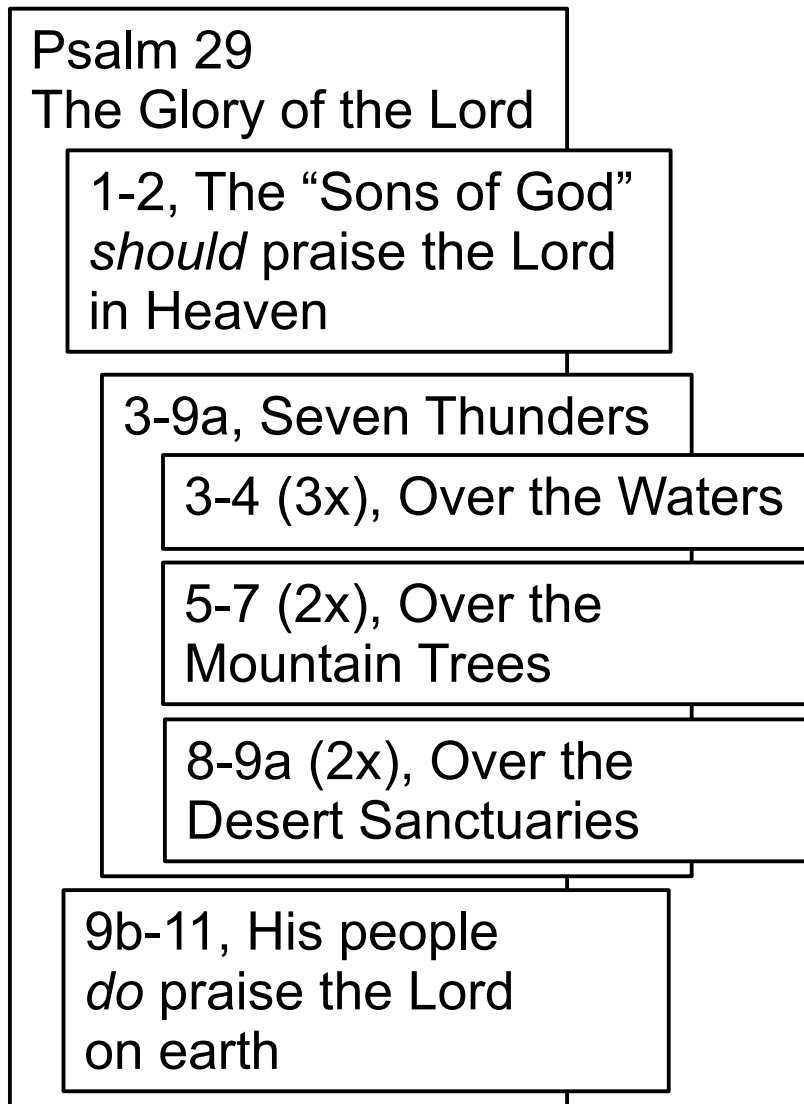 Psalm 29
The Glory of the Lord
1-2, The “Sons of God”
should praise the Lord
in Heaven
3-9a, Seven Thunders
3-4 (3x), Over the Waters
5-7 (2x), Over the
Mountain Trees
8-9a (2x), Over the
Desert Sanctuaries
9b-11, His people
do praise the Lord
on earth